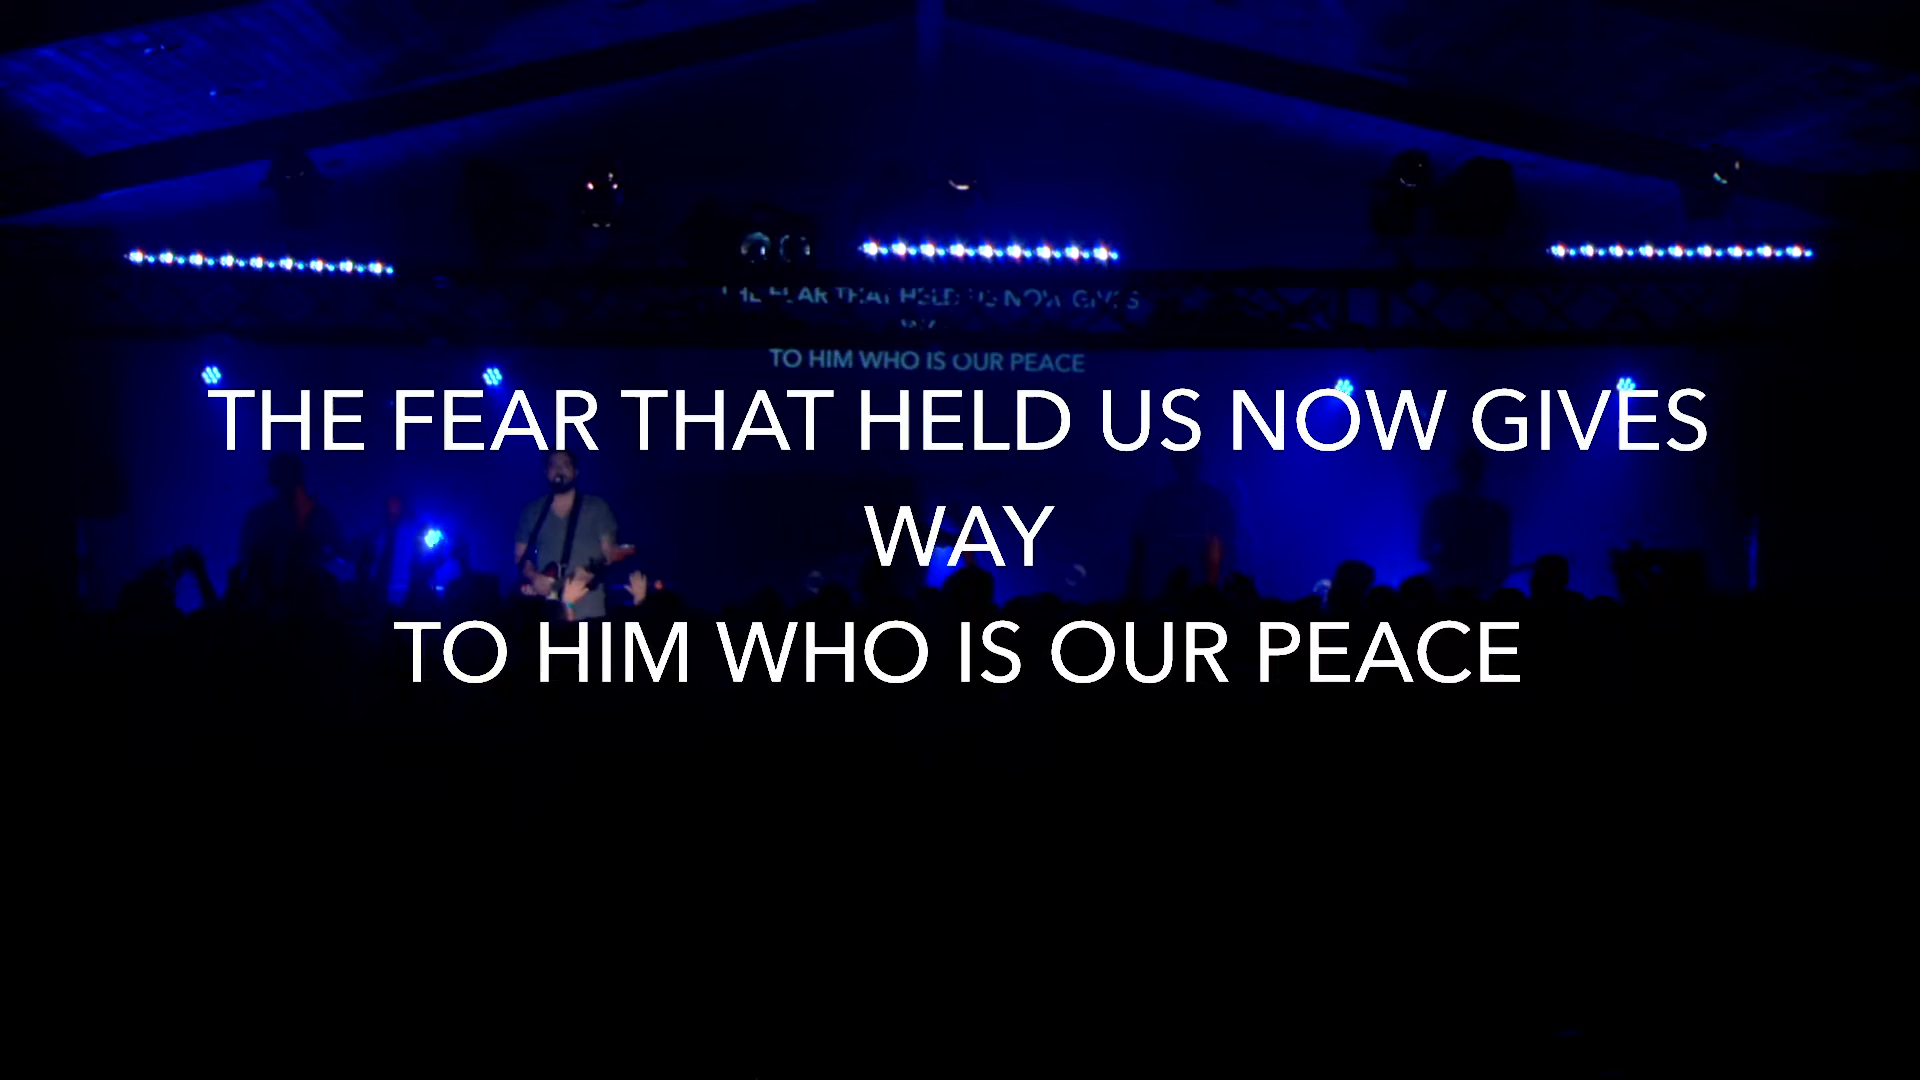 TO HIM WHO IS OUR PEACE
THE FEAR THAT HELD US NOW GIVES
WAY
TO HIM WHO IS OUR PEACE